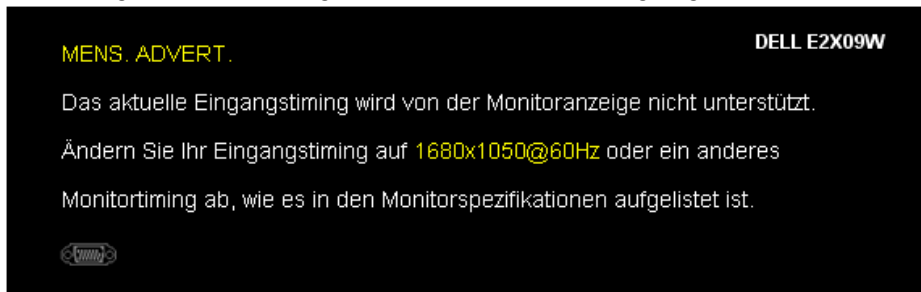 DELL E2X09W
MENS. ADVERT.
Das aktuelle Eingangstiming wird von der Monitoranzeige nicht unterstützt.
Ändern Sie Ihr Eingangstiming auf 1680x1050@60Hz oder ein anderes
Monitortiming ab, wie es in den Monitorspezifikationen aufgelistet ist.